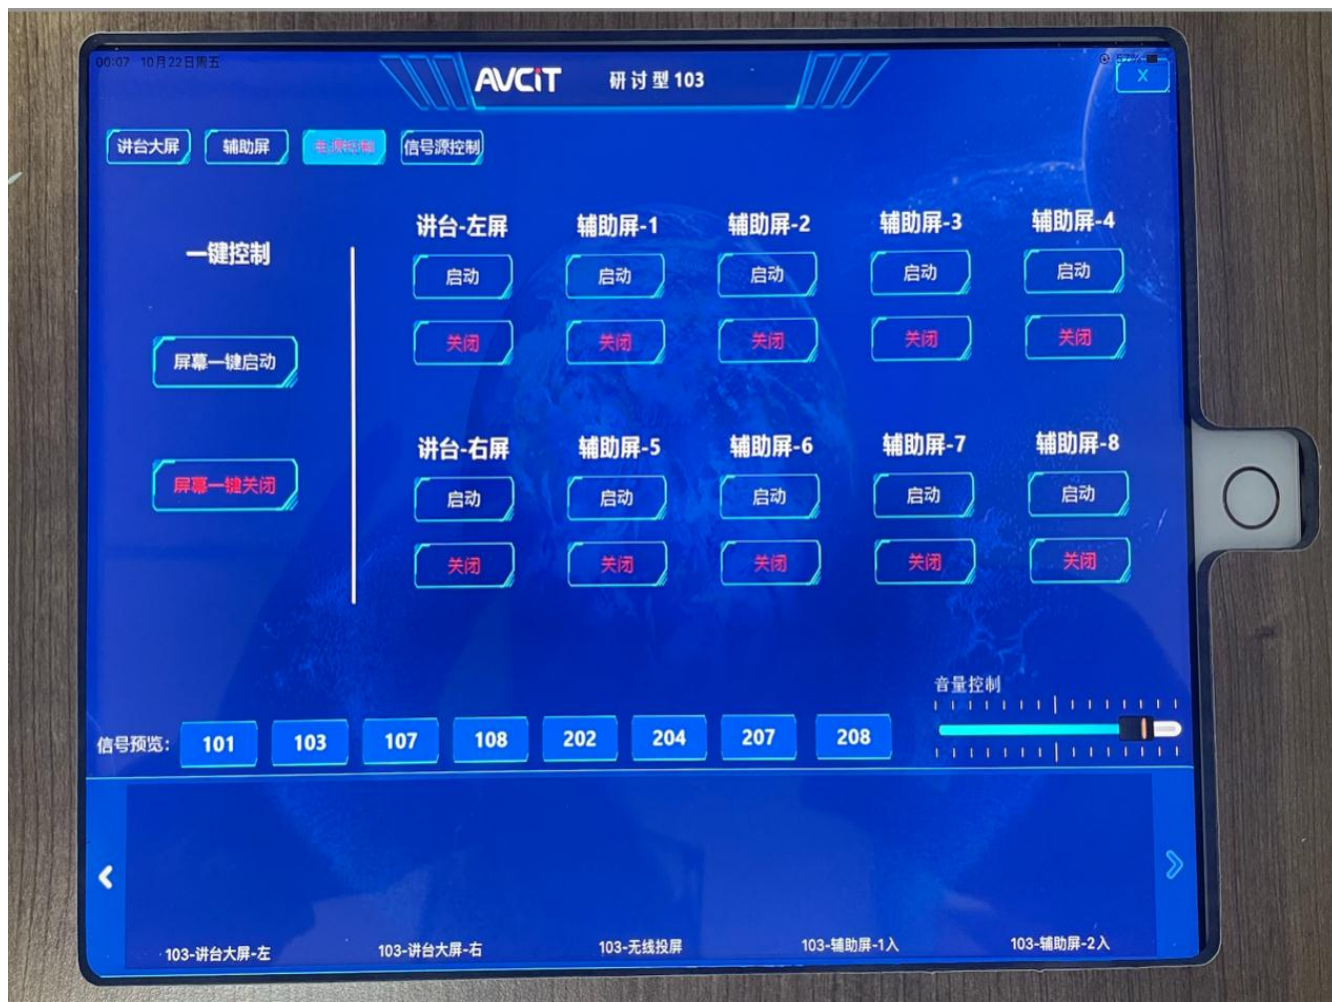 00:07 10月22日周五
57%
AVCiT 研讨型 103
X
讲台大屏 辅助屏 电源控制 信号源控制
一键控制
屏幕一键启动
屏幕一键关闭
讲台-左屏 辅助屏-1 辅助屏-2 辅助屏-3 辅助屏-4
启动 启动 启动 启动 启动
关闭 关闭 关闭 关闭 关闭
讲台-右屏 辅助屏-5 辅助屏-6 辅助屏-7 辅助屏-8
启动 启动 启动 启动 启动
关闭 关闭 关闭 关闭 关闭
音量控制
信号预览: 101 103 107 108 202 204 207 208
103-讲台大屏-左 103-讲台大屏-右 103-无线投屏 103-辅助屏-1入 103-辅助屏-2入